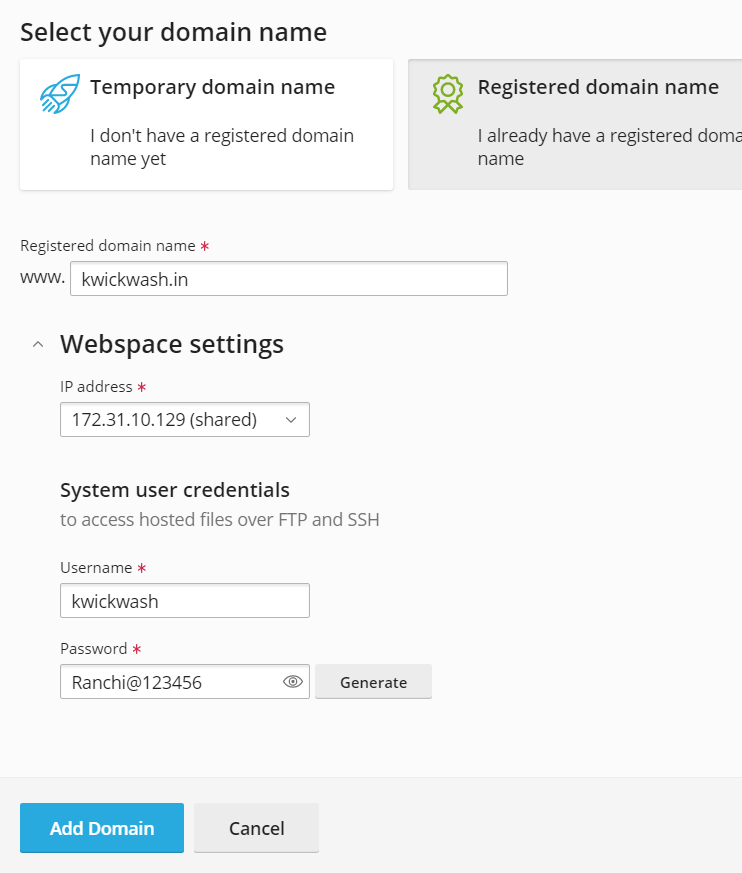 Select your domain name
Temporary domain name
I don't have a registered domain
name yet
Registered domain name
I already have a registered doma
name
Registered domain name *
www. kwickwash.in
Webspace settings
IP address *
172.31.10.129 (shared)
System user credentials
to access hosted files over FTP and SSH
Username *
kwickwash
Password *
Ranchi@123456
Generate
Add Domain
Cancel